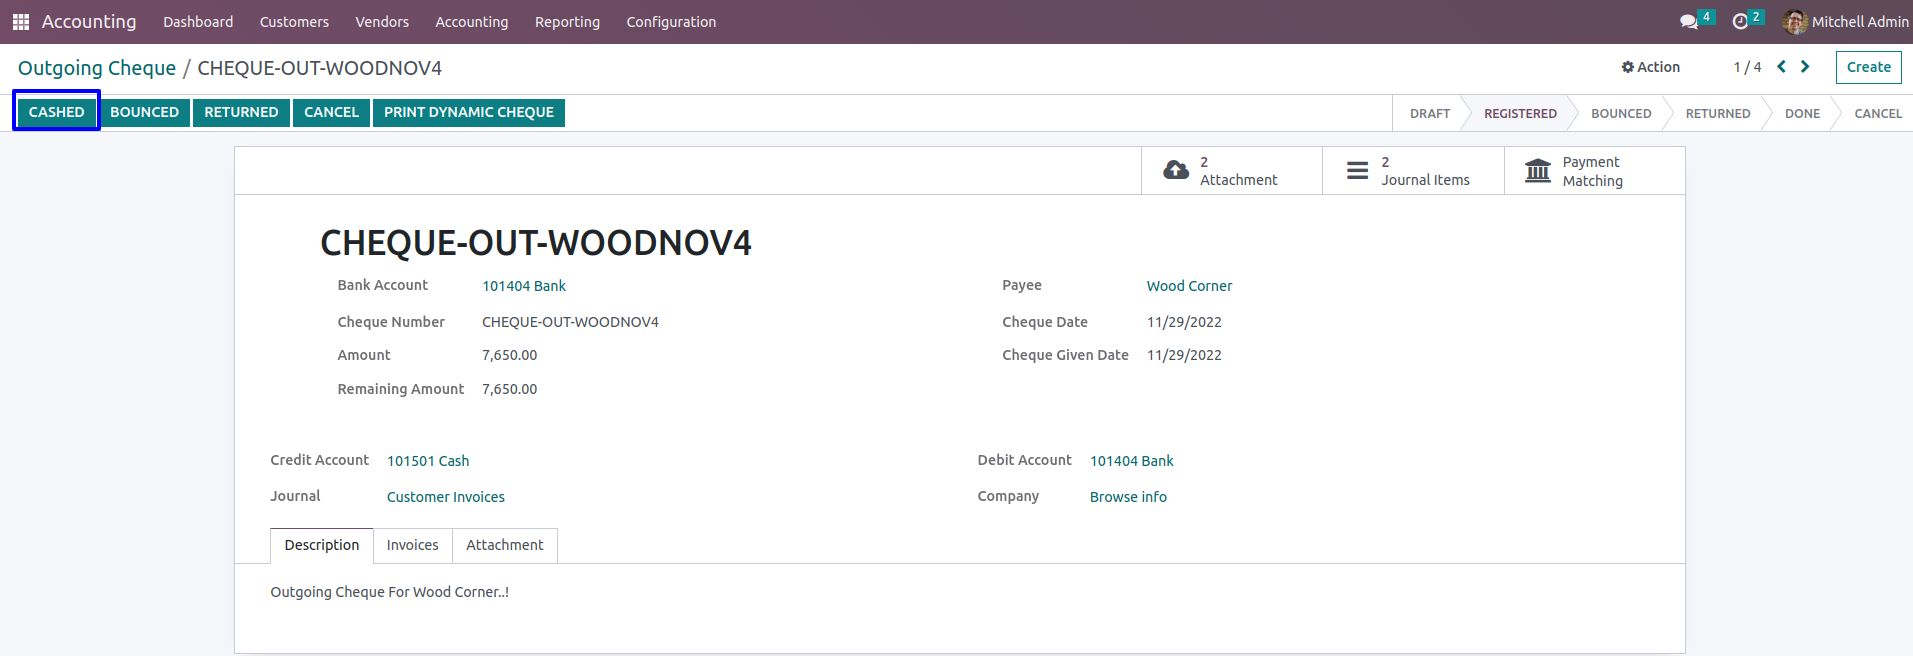 Accounting Dashboard Customers Vendors Accounting Reporting Configuration 4 2 Mitchell Admin
Outgoing Cheque / CHEQUE-OUT-WOODNOV4 Action 1 / 4 Create
CASHED BOUNCED RETURNED CANCEL PRINT DYNAMIC CHEQUE DRAFT REGISTERED BOUNCED RETURNED DONE CANCEL
2 Attachment
2 Journal Items
Payment Matching
CHEQUE-OUT-WOODNOV4
Bank Account 101404 Bank Payee Wood Corner
Cheque Number CHEQUE-OUT-WOODNOV4 Cheque Date 11/29/2022
Amount 7,650.00 Cheque Given Date 11/29/2022
Remaining Amount 7,650.00
Credit Account 101501 Cash Debit Account 101404 Bank
Journal Customer Invoices Company Browse info
Description Invoices Attachment
Outgoing Cheque For Wood Corner..!